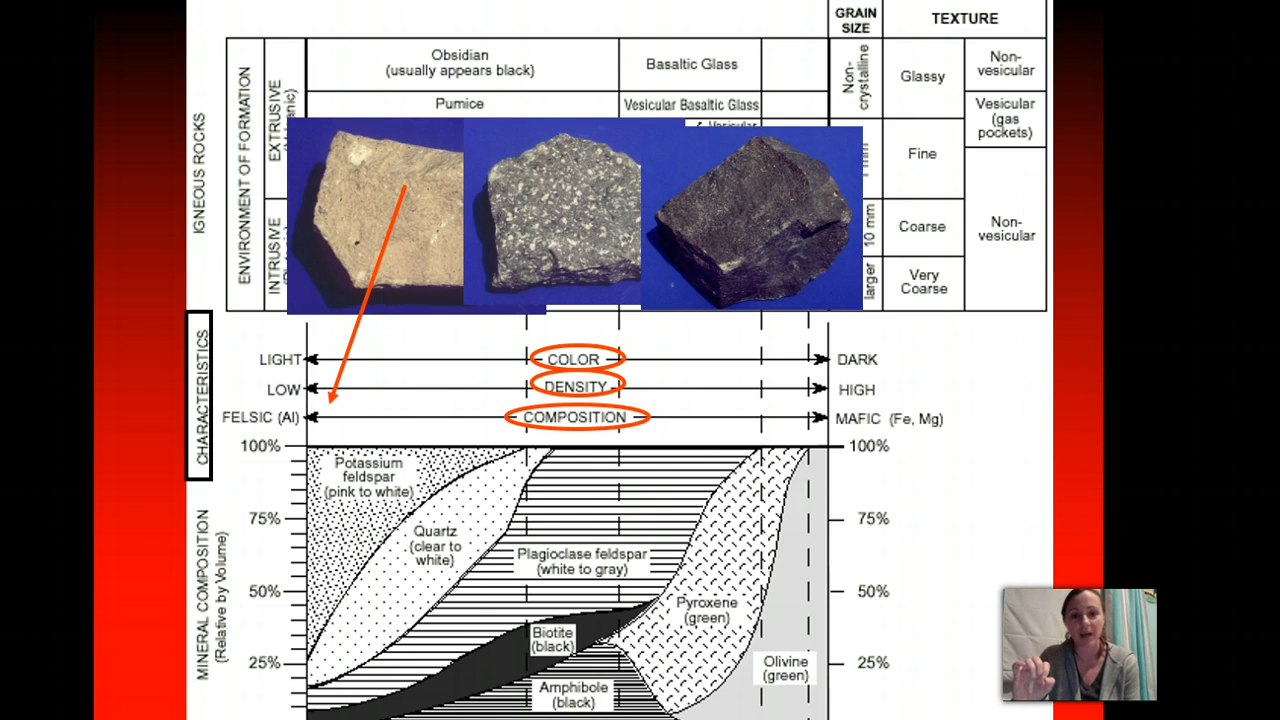 GRAIN
SIZE
TEXTURE
IGNEOUS ROCKS
ENVIRONMENT OF FORMATION
EXTRUSIVE
INTRUSIVE
Obsidian
(usually appears black)
Basaltic Glass
Non-
crystalline
Glassy
Non-
vesicular
Pumice
Vesicular Basaltic Glass
Vesicular
(gas
pockets)
Fine
10 mm
Coarse
Non-
vesicular
larger
Very
Coarse
CHARACTERISTICS
LIGHT
COLOR
DARK
LOW
DENSITY
HIGH
FELSIC (Al)
COMPOSITION
MAFIC (Fe, Mg)
MINERAL COMPOSITION
(Relative by Volume)
100%
100%
Potassium
feldspar
(pink to white)
75%
75%
Quartz
(clear to
white)
Plagioclase feldspar
(white to gray)
50%
50%
Pyroxene
(green)
Biotite
(black)
25%
25%
Olivine
(green)
Amphibole
(black)